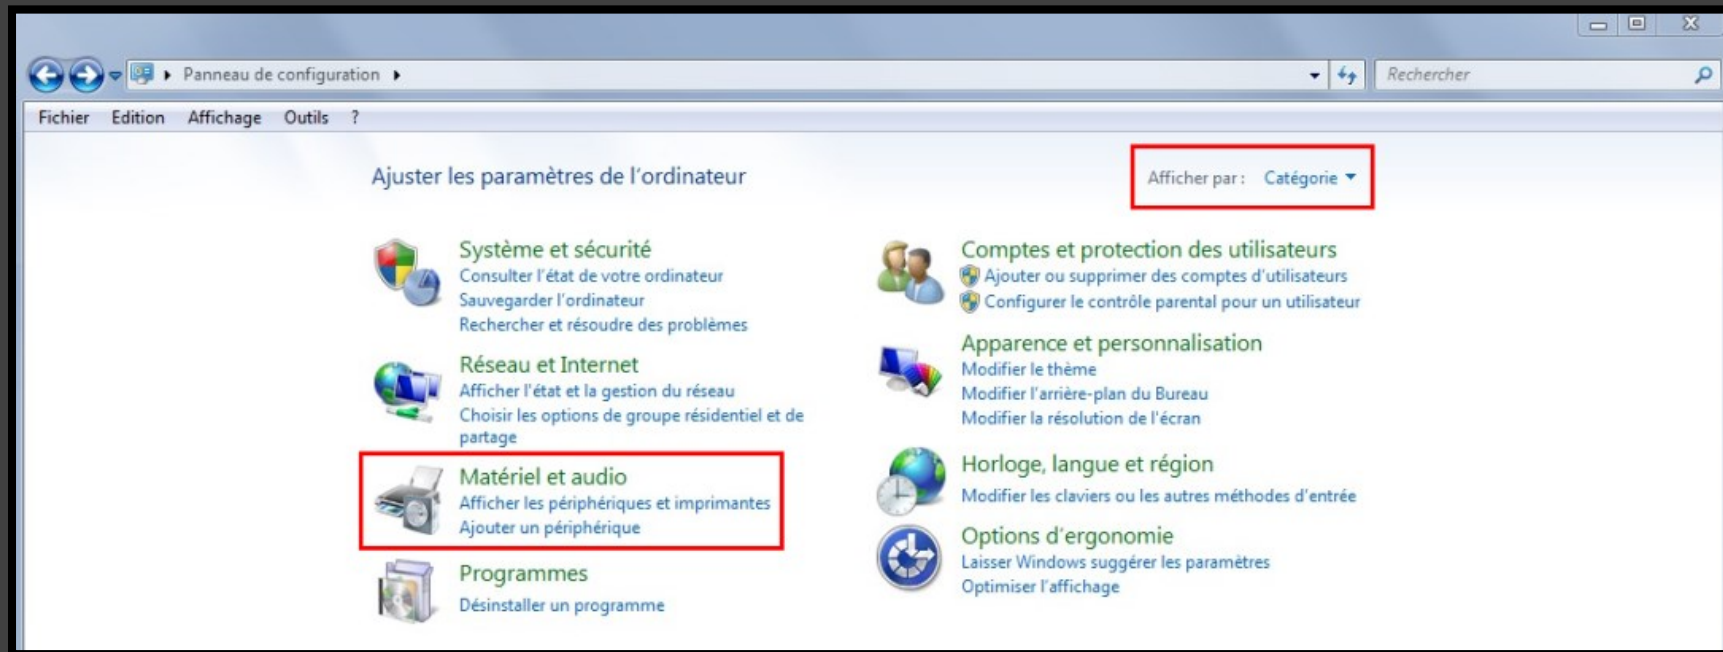 Panneau de configuration
Rechercher
Fichier Edition Affichage Outils ?
Ajuster les paramètres de l'ordinateur
Afficher par : Catégorie
Système et sécurité
Consulter l'état de votre ordinateur
Sauvegarder l'ordinateur
Rechercher et résoudre des problèmes
Réseau et Internet
Afficher l'état et la gestion du réseau
Choisir les options de groupe résidentiel et de
partage
Matériel et audio
Afficher les périphériques et imprimantes
Ajouter un périphérique
Programmes
Désinstaller un programme
Comptes et protection des utilisateurs
Ajouter ou supprimer des comptes d'utilisateurs
Configurer le contrôle parental pour un utilisateur
Apparence et personnalisation
Modifier le thème
Modifier l'arrière-plan du Bureau
Modifier la résolution de l'écran
Horloge, langue et région
Modifier les claviers ou les autres méthodes d'entrée
Options d'ergonomie
Laisser Windows suggérer les paramètres
Optimiser l'affichage